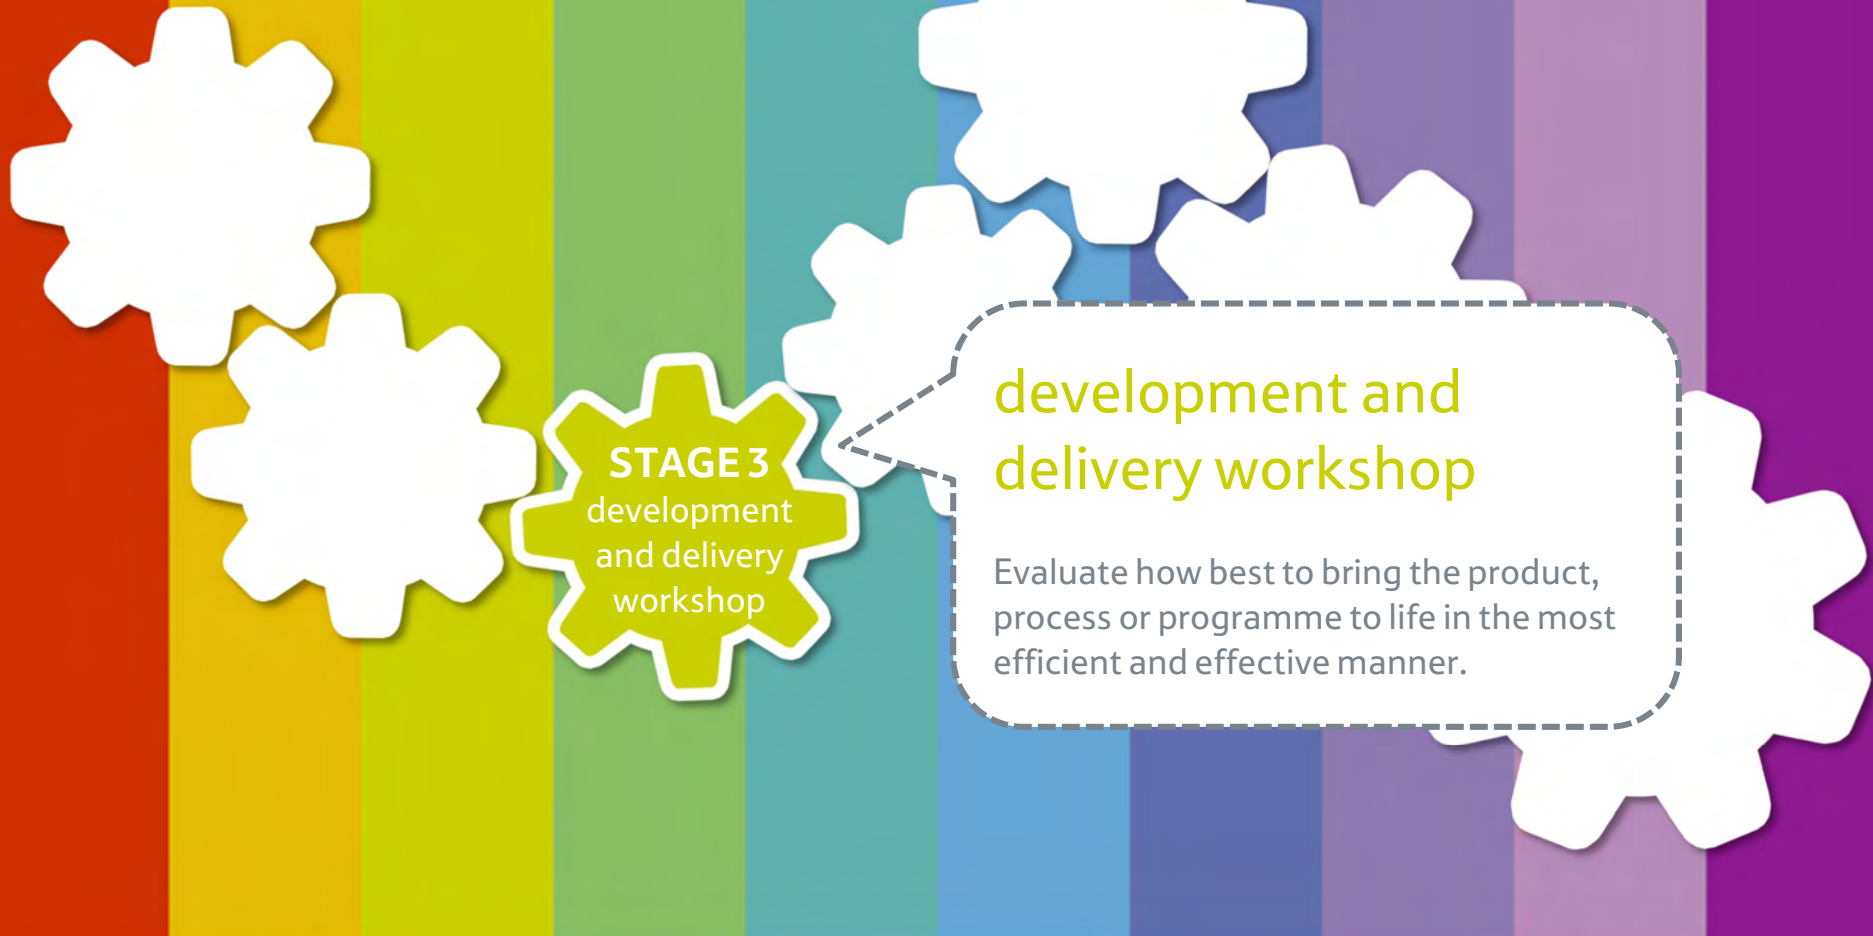 STAGE 3
development
and delivery
workshop
development and
delivery workshop
Evaluate how best to bring the product,
process or programme to life in the most
efficient and effective manner.